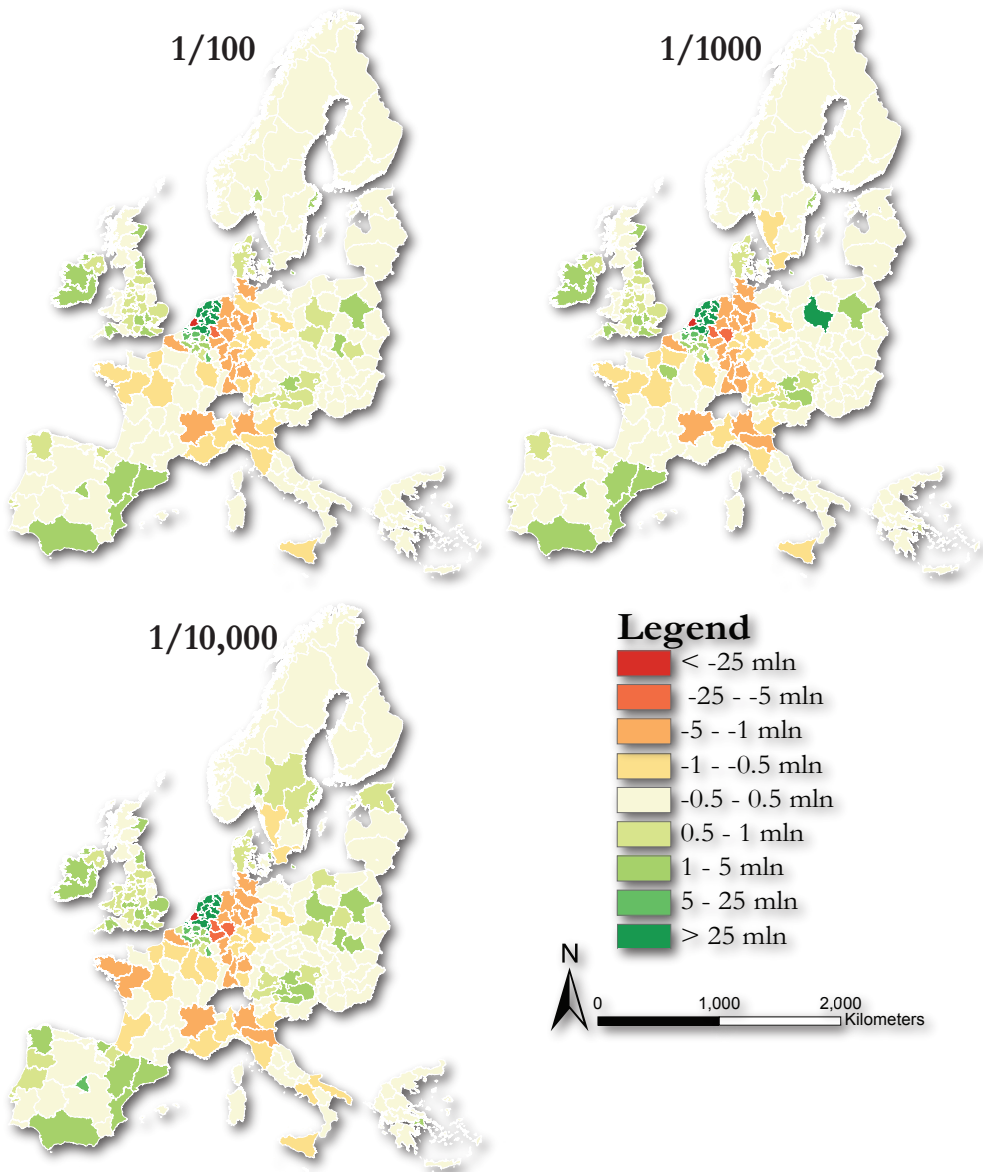 1/100
1/1000
1/10,000
Legend
< -25 mln
-25 - -5 mln
-5 - -1 mln
-1 - -0.5 mln
-0.5 - 0.5 mln
0.5 - 1 mln
1 - 5 mln
5 - 25 mln
> 25 mln
N
0 1,000 2,000
Kilometers